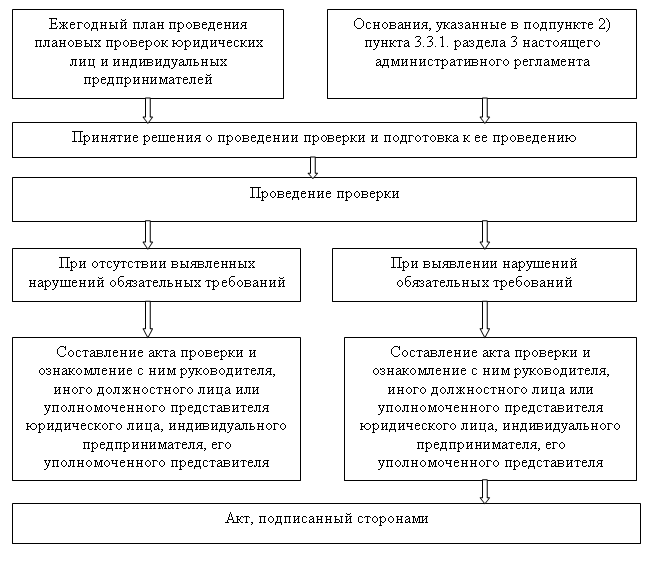 Ежегодный план проведения
плановых проверок юридических
лиц и индивидуальных
предпринимателей
Основания, указанные в подпункте 2)
пункта 3.3.1. раздела 3 настоящего
административного регламента
Принятие решения о проведении проверки и подготовка к ее проведению
Проведение проверки
При отсутствии выявленных
нарушений обязательных требований
При выявлении нарушений
обязательных требований
Составление акта проверки и
ознакомление с ним руководителя,
иного должностного лица или
уполномоченного представителя
юридического лица, индивидуального
предпринимателя, его
уполномоченного представителя
Составление акта проверки и
ознакомление с ним руководителя,
иного должностного лица или
уполномоченного представителя
юридического лица, индивидуального
предпринимателя, его
уполномоченного представителя
Акт, подписанный сторонами